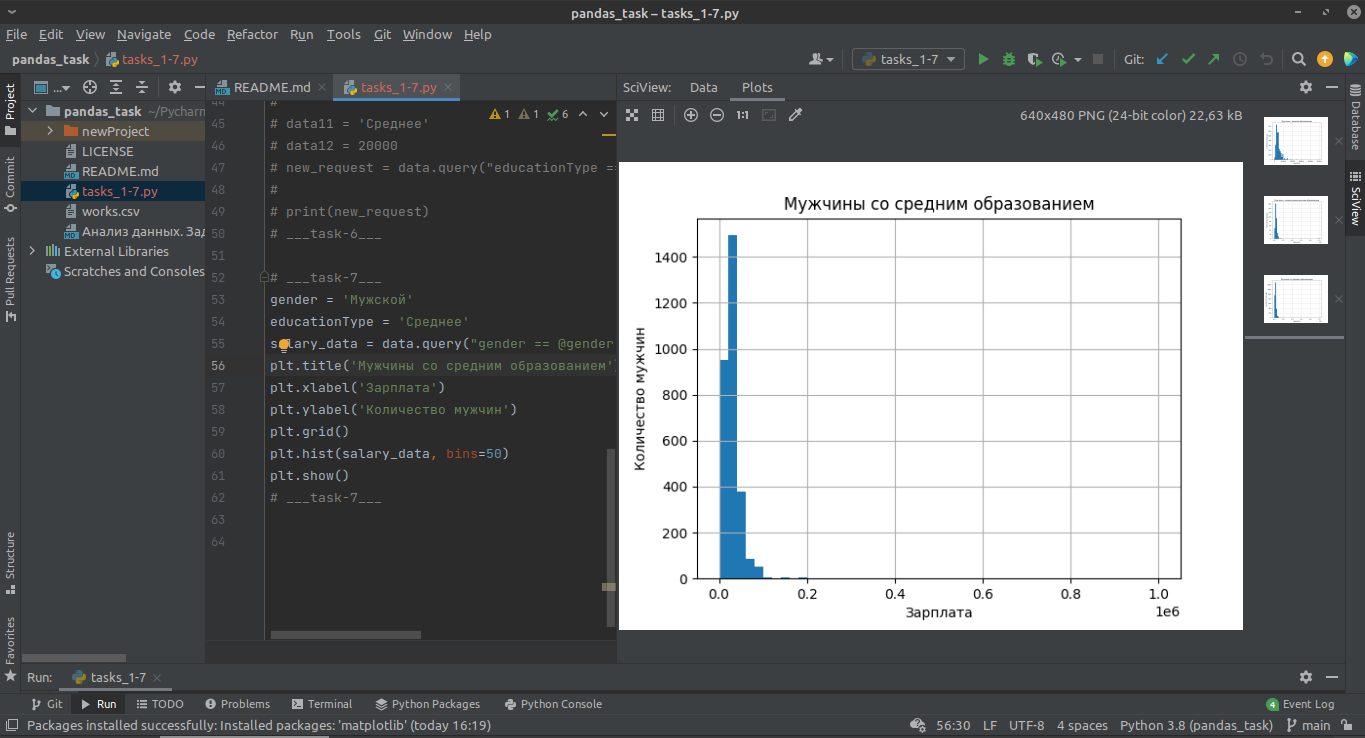 pandas_task – tasks_1-7.py
File Edit View Navigate Code Refactor Run Tools Git Window Help
pandas_task tasks_1-7.py
tasks_1-7
Git:
Project
Commit
Pull Requests
Structure
Favorites
...
pandas_task ~/Pycharm
newProject
LICENSE
README.md
tasks_1-7.py
works.csv
Анализ данных. Зад
External Libraries
Scratches and Consoles
README.md
tasks_1-7.py
1 1 6
44 #
45 # data11 = 'Среднее'
46 # data12 = 20000
47 # new_request = data.query("educationType ==
48 #
49 # print(new_request)
50 # ___task-6___
51
52 # ___task-7___
53 gender = 'Мужской'
54 educationType = 'Среднее'
55 salary_data = data.query("gender == @gender
56 plt.title('Мужчины со средним образованием')
57 plt.xlabel('Зарплата')
58 plt.ylabel('Количество мужчин')
59 plt.grid()
60 plt.hist(salary_data, bins=50)
61 plt.show()
62 # ___task-7___
63
64
SciView: Data Plots
1:1
640x480 PNG (24-bit color) 22,63 kB
Мужчины со средним образованием
Количество мужчин
1400
1200
1000
800
600
400
200
0
0.0 0.2 0.4 0.6 0.8 1.0
1e6
Зарплата
Database
SciView
Run: tasks_1-7
Git Run TODO Problems Terminal Python Packages Python Console
4 Event Log
Packages installed successfully: Installed packages: 'matplotlib' (today 16:19)
56:30 LF UTF-8 4 spaces Python 3.8 (pandas_task) main